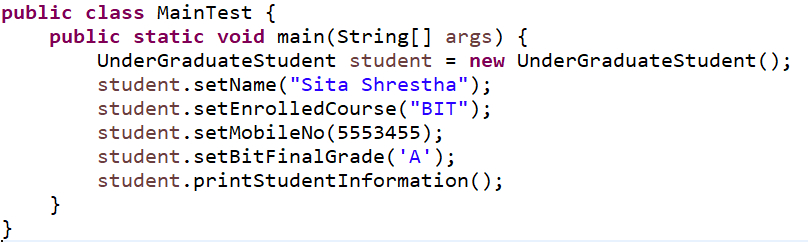 public class MainTest {
    public static void main(String[] args) {
        UnderGraduateStudent student = new UnderGraduateStudent();
        student.setName("Sita Shrestha");
        student.setEnrolledCourse("BIT");
        student.setMobileNo(5553455);
        student.setBitFinalGrade('A');
        student.printStudentInformation();
    }
}